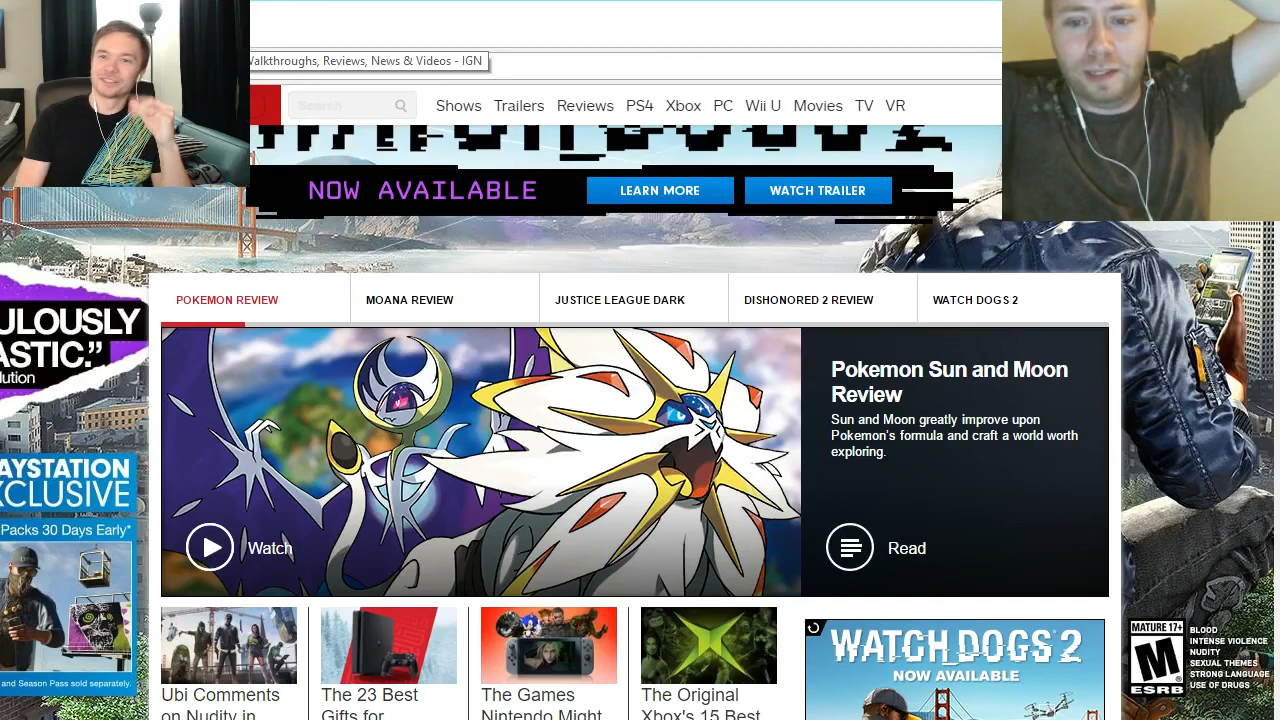 Walkthroughs, Reviews, News & Videos - IGN
Search
Shows Trailers Reviews PS4 Xbox PC Wii U Movies TV VR
NOW AVAILABLE
LEARN MORE
WATCH TRAILER
POKEMON REVIEW
MOANA REVIEW
JUSTICE LEAGUE DARK
DISHONORED 2 REVIEW
WATCH DOGS 2
ULOUSLY
ASTIC."
lution
Pokemon Sun and Moon
Review
Sun and Moon greatly improve upon
Pokemon's formula and craft a world worth
exploring.
Watch
Read
AYSTATION
XCLUSIVE
Packs 30 Days Early*
and Season Pass sold separately.
Ubi Comments
on Nudity in
The 23 Best
Gifts for
The Games
Nintendo Might
The Original
Xbox's 15 Best
WATCH DOGS 2
NOW AVAILABLE
MATURE 17+
M
ESRB
BLOOD
INTENSE VIOLENCE
NUDITY
SEXUAL THEMES
STRONG LANGUAGE
USE OF DRUGS